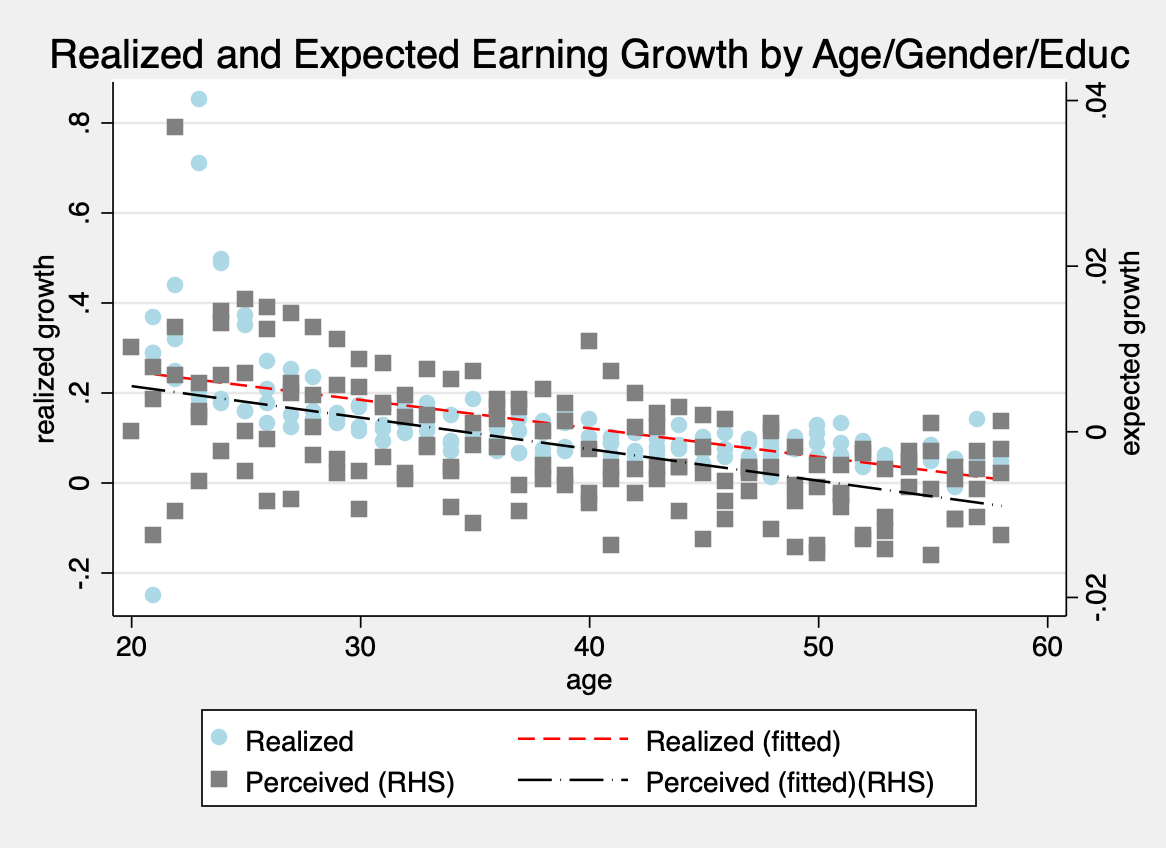 Realized and Expected Earning Growth by Age/Gender/Educ
.8
.6
.4
.2
0
-.2
realized growth
.04
.02
0
-.02
expected growth
20 30 40 50 60
age
Realized Realized (fitted)
Perceived (RHS) Perceived (fitted)(RHS)